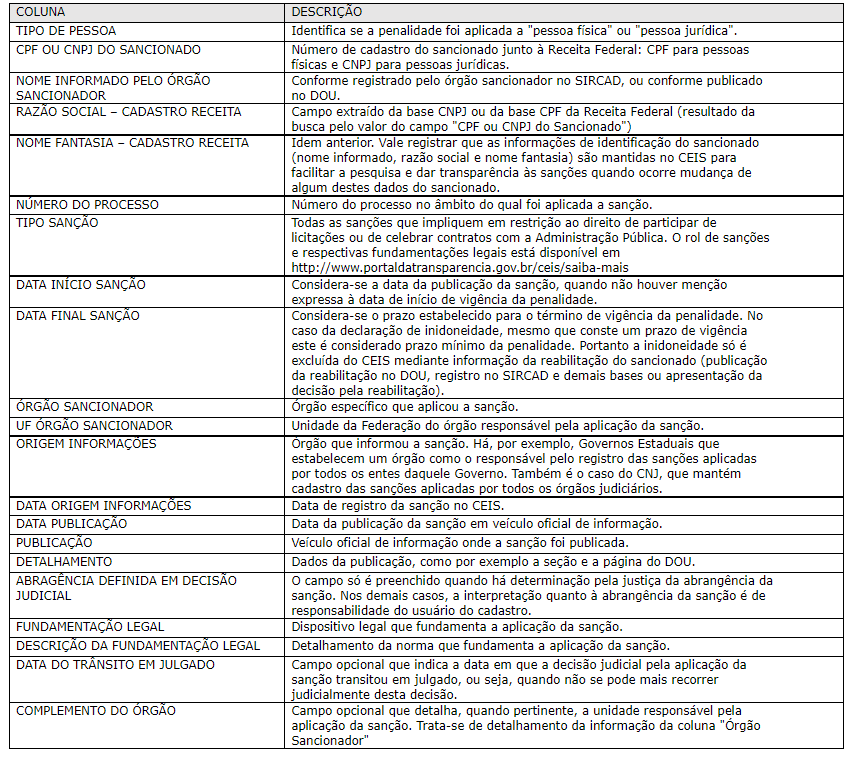 COLUNA
DESCRIÇÃO
TIPO DE PESSOA
Identifica se a penalidade foi aplicada a "pessoa física" ou "pessoa jurídica".
CPF OU CNPJ DO SANCIONADO
Número de cadastro do sancionado junto à Receita Federal: CPF para pessoas
físicas e CNPJ para pessoas jurídicas.
NOME INFORMADO PELO ÓRGÃO
SANCIONADOR
Conforme registrado pelo órgão sancionador no SIRCAD, ou conforme publicado
no DOU.
RAZÃO SOCIAL – CADASTRO RECEITA
Campo extraído da base CNPJ ou da base CPF da Receita Federal (resultado da
busca pelo valor do campo "CPF ou CNPJ do Sancionado")
NOME FANTASIA – CADASTRO RECEITA
Idem anterior. Vale registrar que as informações de identificação do sancionado
(nome informado, razão social e nome fantasia) são mantidas no CEIS para
facilitar a pesquisa e dar transparência às sanções quando ocorre mudança de
algum destes dados do sancionado.
NÚMERO DO PROCESSO
Número do processo no âmbito do qual foi aplicada a sanção.
TIPO SANÇÃO
Todas as sanções que impliquem em restrição ao direito de participar de
licitações ou de celebrar contratos com a Administração Pública. O rol de sanções
e respectivas fundamentações legais está disponível em
http://www.portaldatransparencia.gov.br/ceis/saiba-mais
DATA INÍCIO SANÇÃO
Considera-se a data da publicação da sanção, quando não houver menção
expressa à data de início de vigência da penalidade.
DATA FINAL SANÇÃO
Considera-se o prazo estabelecido para o término de vigência da penalidade. No
caso da declaração de inidoneidade, mesmo que conste um prazo de vigência
este é considerado prazo mínimo da penalidade. Portanto a inidoneidade só é
excluída do CEIS mediante informação da reabilitação do sancionado (publicação
da reabilitação no DOU, registro no SIRCAD e demais bases ou apresentação da
decisão pela reabilitação).
ÓRGÃO SANCIONADOR
Órgão específico que aplicou a sanção.
UF ÓRGÃO SANCIONADOR
Unidade da Federação do órgão responsável pela aplicação da sanção.
ORIGEM INFORMAÇÕES
Órgão que informou a sanção. Há, por exemplo, Governos Estaduais que
estabelecem um órgão como o responsável pelo registro das sanções aplicadas
por todos os entes daquele Governo. Também é o caso do CNJ, que mantém
cadastro das sanções aplicadas por todos os órgãos judiciários.
DATA ORIGEM INFORMAÇÕES
Data de registro da sanção no CEIS.
DATA PUBLICAÇÃO
Data da publicação da sanção em veículo oficial de informação.
PUBLICAÇÃO
Veículo oficial de informação onde a sanção foi publicada.
DETALHAMENTO
Dados da publicação, como por exemplo a seção e a página do DOU.
ABRAGÊNCIA DEFINIDA EM DECISÃO
JUDICIAL
O campo só é preenchido quando há determinação pela justiça da abrangência da
sanção. Nos demais casos, a interpretação quanto à abrangência da sanção é de
responsabilidade do usuário do cadastro.
FUNDAMENTAÇÃO LEGAL
Dispositivo legal que fundamenta a aplicação da sanção.
DESCRIÇÃO DA FUNDAMENTAÇÃO LEGAL
Detalhamento da norma que fundamenta a aplicação da sanção.
DATA DO TRÂNSITO EM JULGADO
Campo opcional que indica a data em que a decisão judicial pela aplicação da
sanção transitou em julgado, ou seja, quando não se pode mais recorrer
judicialmente desta decisão.
COMPLEMENTO DO ÓRGÃO
Campo opcional que detalha, quando pertinente, a unidade responsável pela
aplicação da sanção. Trata-se de detalhamento da informação da coluna "Órgão
Sancionador"